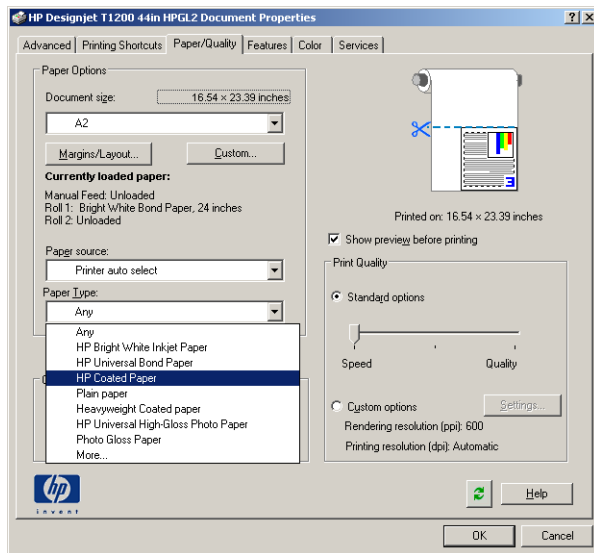 HP Designjet T1200 44in HPGL2 Document Properties
Advanced Printing Shortcuts Paper/Quality Features Color Services
Paper Options
Document size: 16.54 × 23.39 inches
A2
Margins/Layout... Custom...
Currently loaded paper:
Manual Feed: Unloaded
Roll 1: Bright White Bond Paper, 24 inches
Roll 2: Unloaded
Paper source:
Printer auto select
Paper Type:
Any
Any
HP Bright White Inkjet Paper
HP Universal Bond Paper
HP Coated Paper
Plain paper
Heavyweight Coated paper
HP Universal High-Gloss Photo Paper
Photo Gloss Paper
More...
3
Printed on: 16.54 × 23.39 inches
Show preview before printing
Print Quality
Standard options
Speed Quality
Custom options Settings...
Rendering resolution (ppi): 600
Printing resolution (dpi): Automatic
hp
invent
Help
OK Cancel